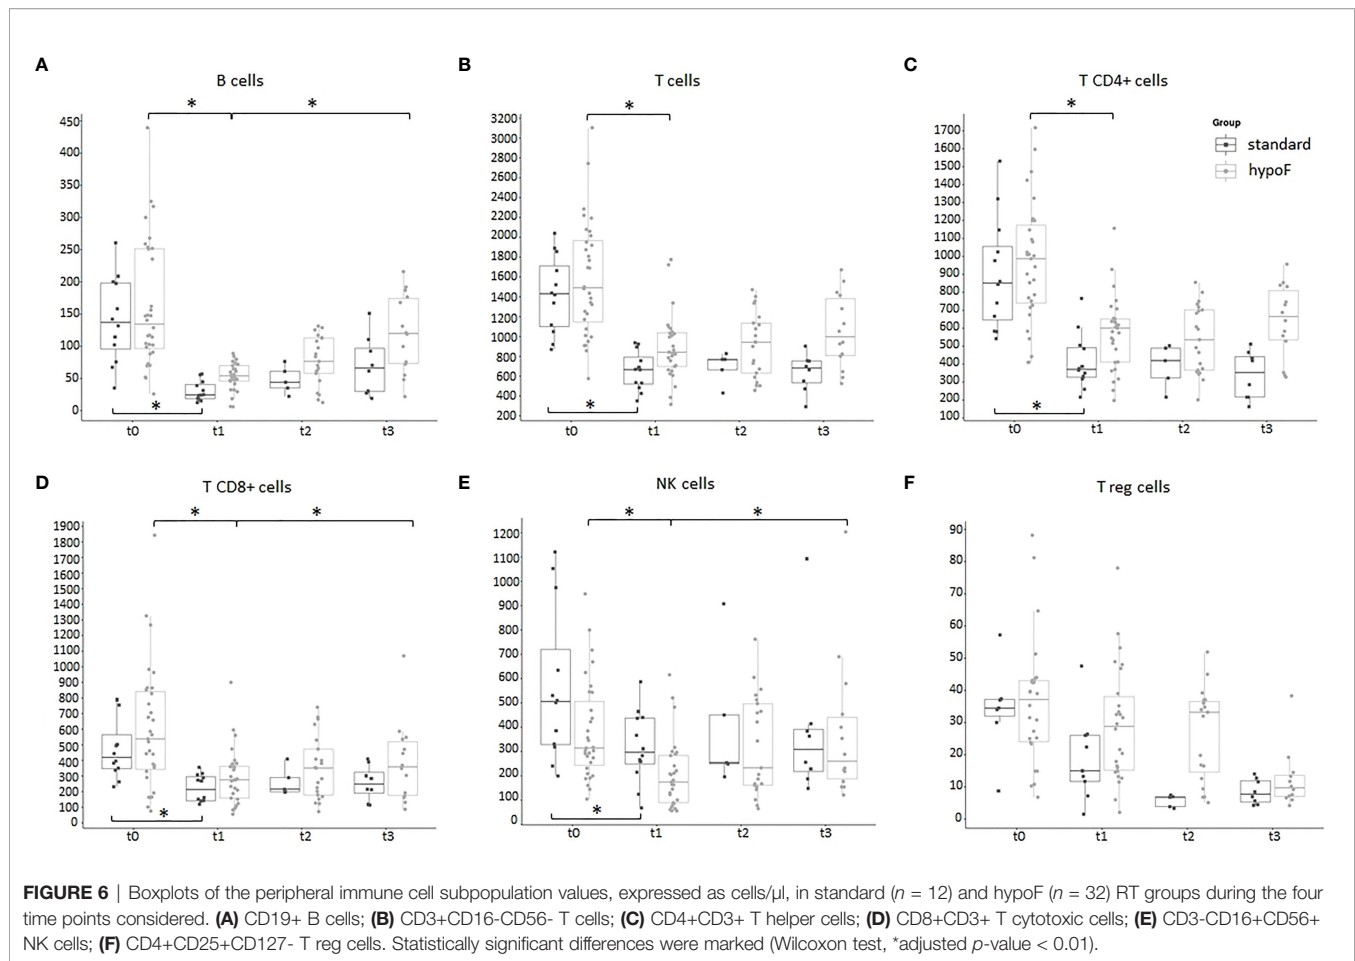 A
B cells
*
*
450
400
350
300
250
200
150
100
50
0
*
t0
t1
t2
t3
B
T cells
*
3200
3000
2800
2600
2400
2200
2000
1800
1600
1400
1200
1000
800
600
400
200
*
t0
t1
t2
t3
C
T CD4+ cells
*
Group
standard
hypoF
1700
1600
1500
1400
1300
1200
1100
1000
900
800
700
600
500
400
300
200
100
*
t0
t1
t2
t3
D
T CD8+ cells
*
*
1900
1800
1700
1600
1500
1400
1300
1200
1100
1000
900
800
700
600
500
400
300
200
100
0
*
t0
t1
t2
t3
E
NK cells
*
*
1200
1100
1000
900
800
700
600
500
400
300
200
100
0
*
t0
t1
t2
t3
F
T reg cells
90
80
70
60
50
40
30
20
10
0
t0
t1
t2
t3
FIGURE 6 | Boxplots of the peripheral immune cell subpopulation values, expressed as cells/µl, in standard (n = 12) and hypoF (n = 32) RT groups during the four
time points considered. (A) CD19+ B cells; (B) CD3+CD16-CD56- T cells; (C) CD4+CD3+ T helper cells; (D) CD8+CD3+ T cytotoxic cells; (E) CD3-CD16+CD56+
NK cells; (F) CD4+CD25+CD127- T reg cells. Statistically significant differences were marked (Wilcoxon test, *adjusted p-value < 0.01).